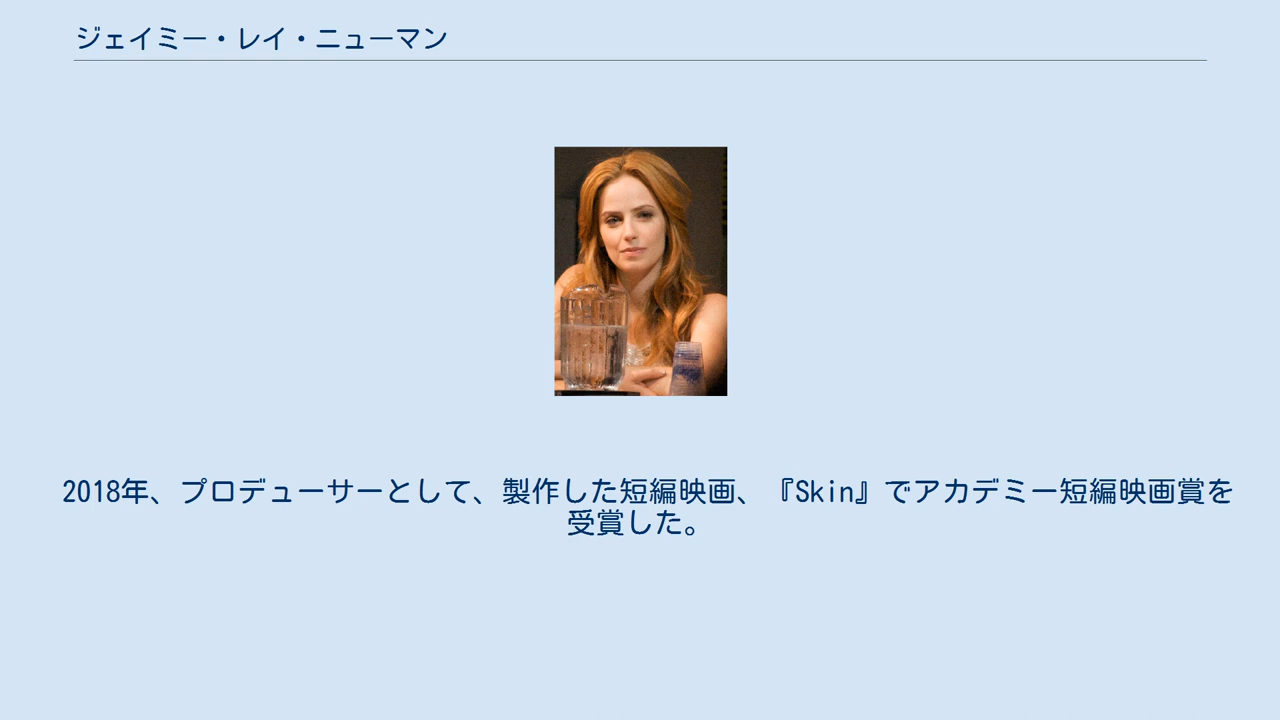 ジェイミー・レイ・ニューマン
2018年、プロデューサーとして、製作した短編映画、『Skin』でアカデミー短編映画賞を
受賞した。